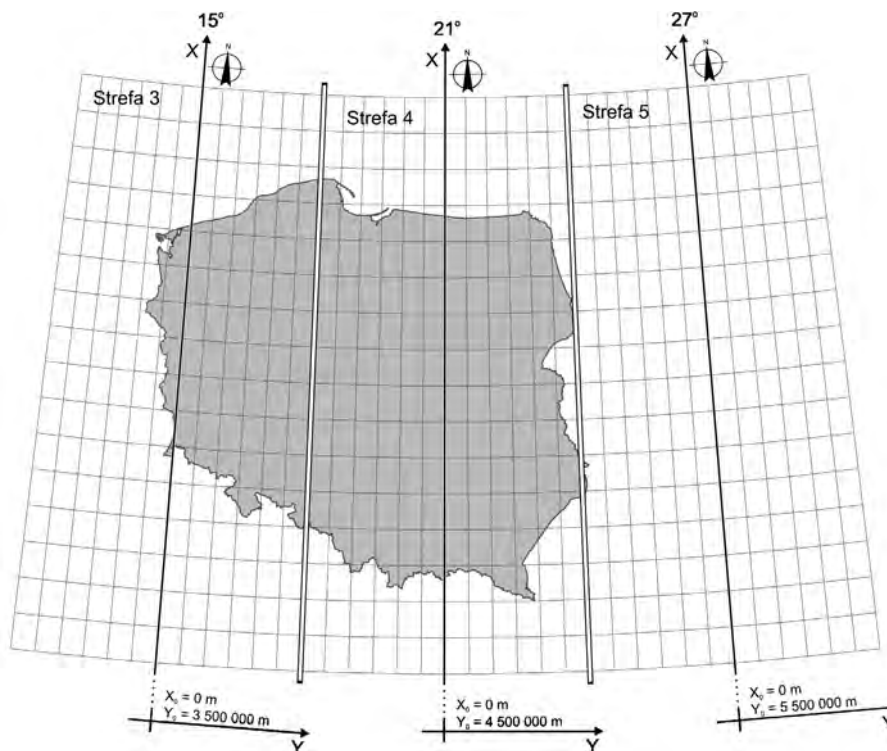 15°
21°
27°
X
N
X
N
X
N
Strefa 3
Strefa 4
Strefa 5
X₀ = 0 m
Y₀ = 3 500 000 m
Y
X₀ = 0 m
Y₀ = 4 500 000 m
Y
X₀ = 0 m
Y₀ = 5 500 000 m
Y